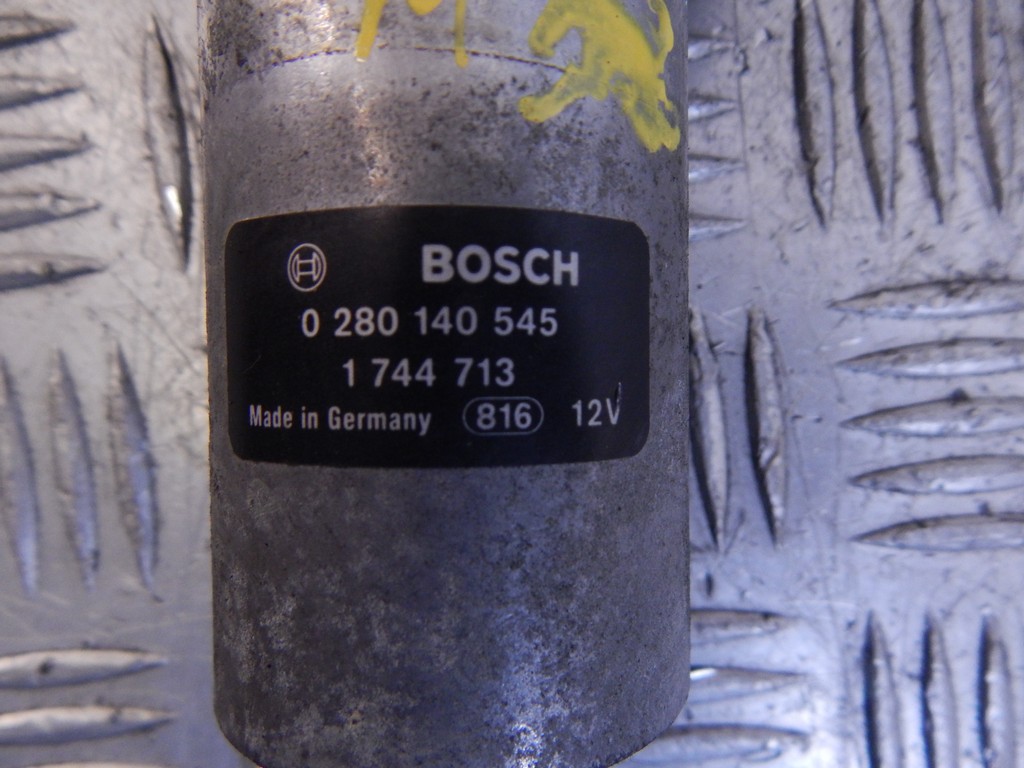 BOSCH
0 280 140 545
1 744 713
Made in Germany 816 12V